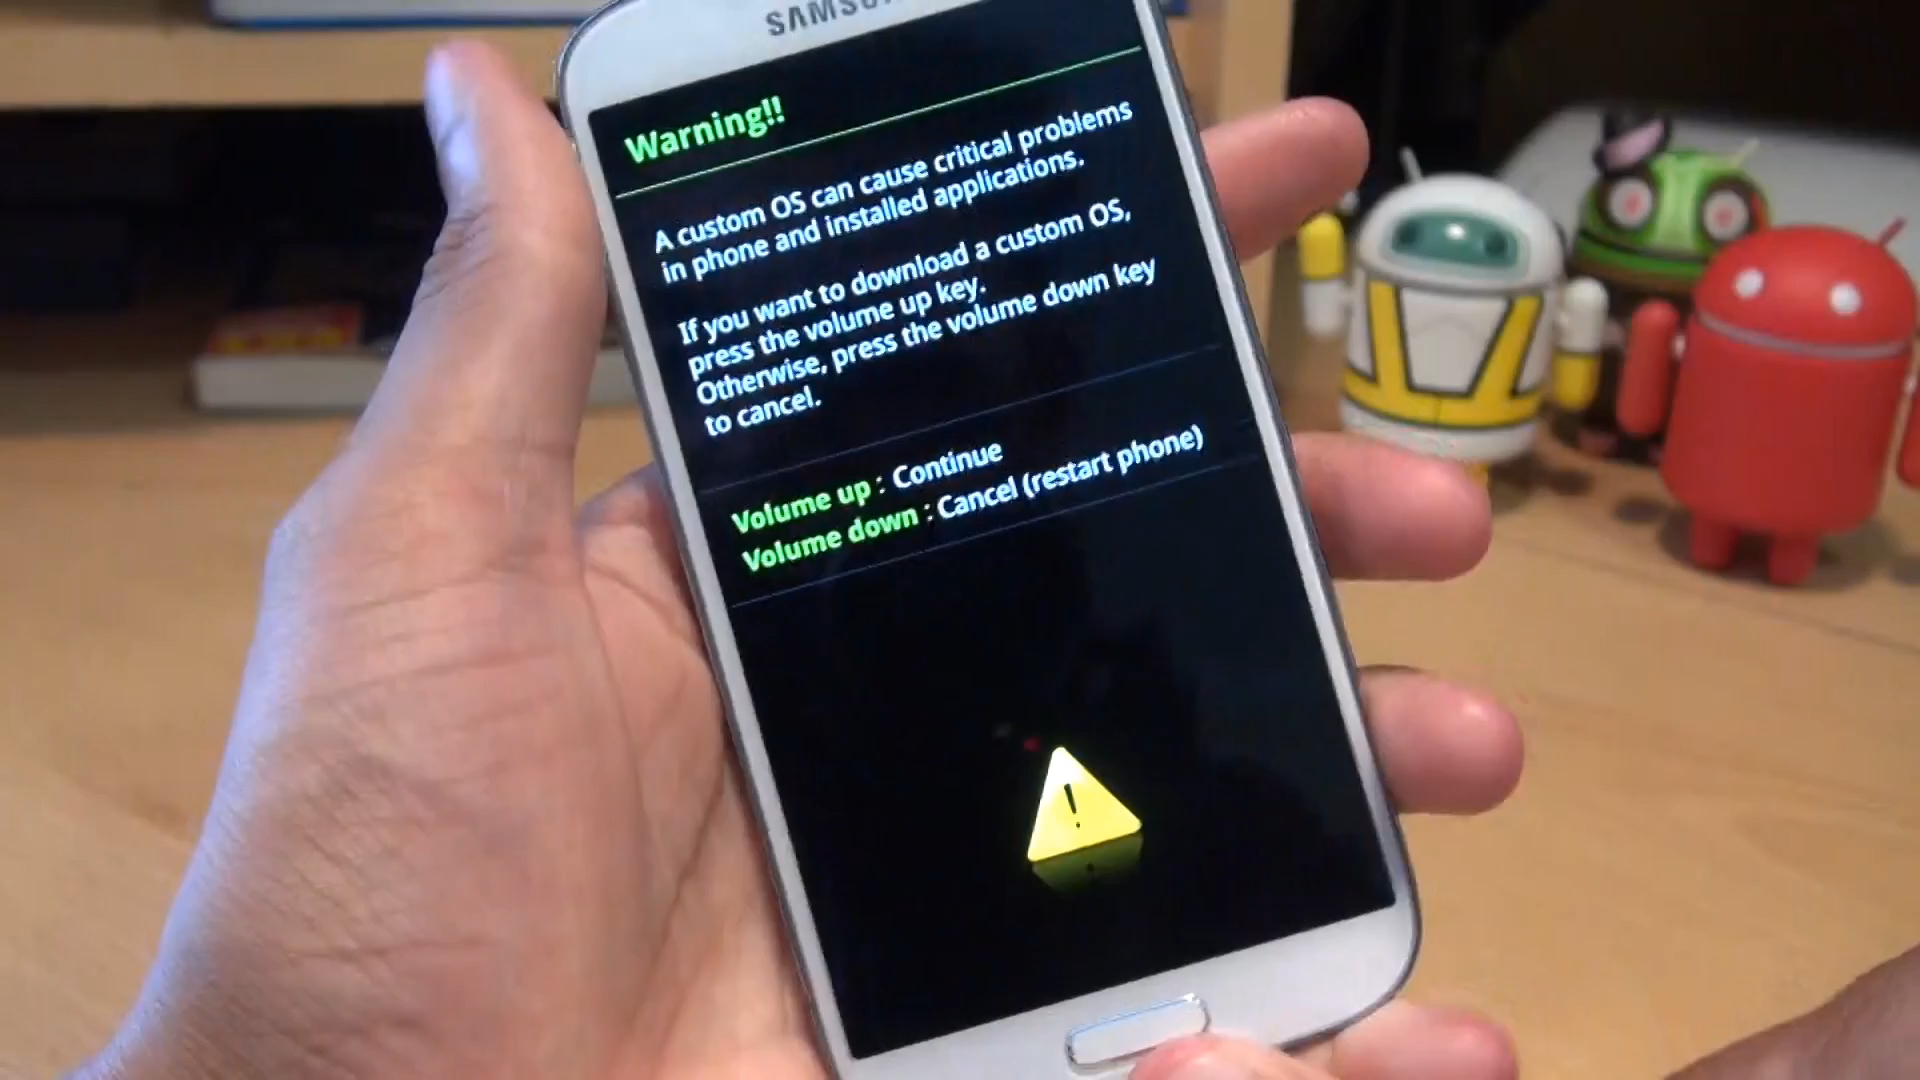 SAMSUNG
Warning!!
A custom OS can cause critical problems
in phone and installed applications.
If you want to download a custom OS,
press the volume up key.
Otherwise, press the volume down key
to cancel.
Volume up : Continue
Volume down : Cancel (restart phone)